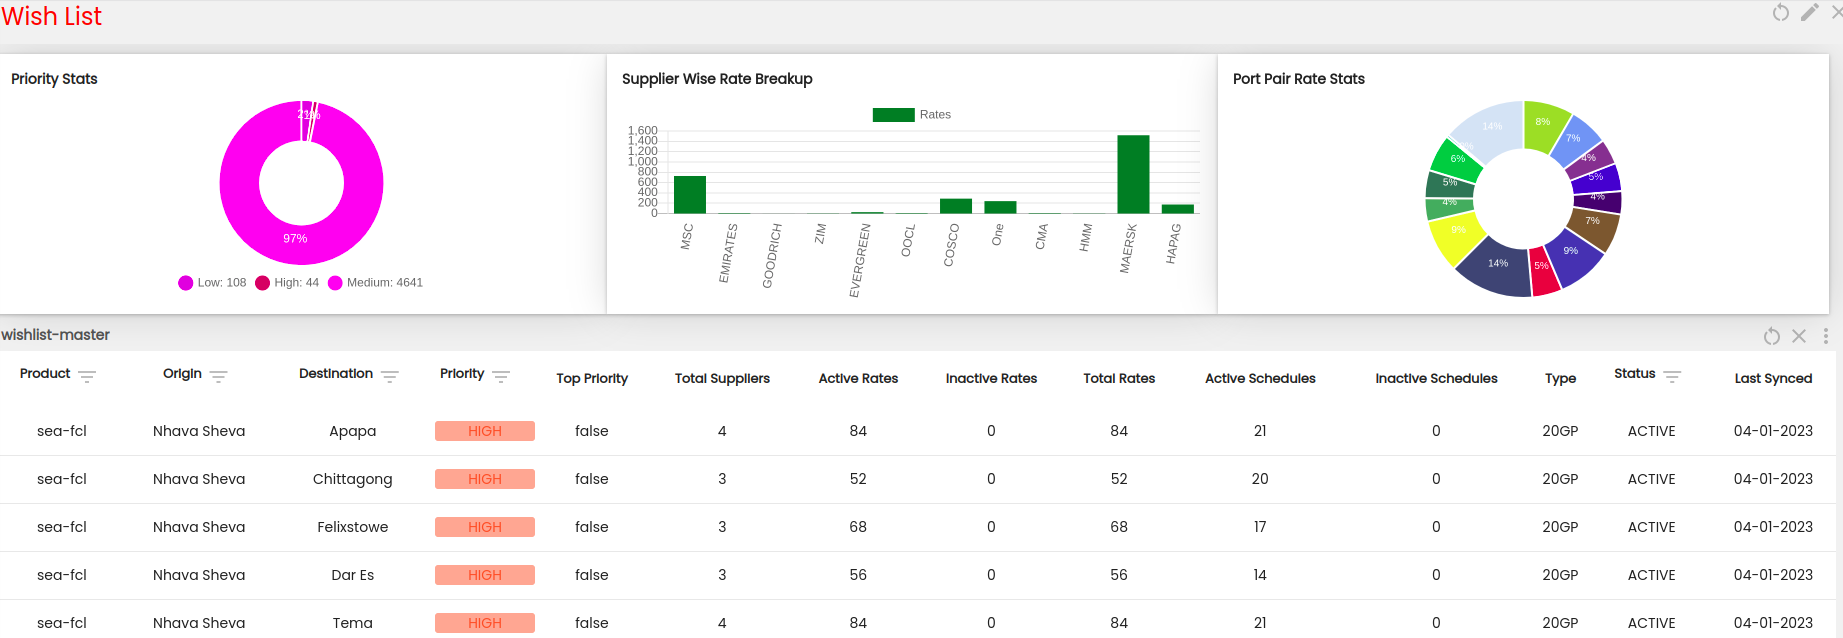 Wish List
Priority Stats
97%
Low: 108 High: 44 Medium: 4641
Supplier Wise Rate Breakup
Rates
1,600
1,400
1,200
1,000
800
600
400
200
0
MSC
EMIRATES
GOODRICH
ZIM
EVERGREEN
OOCL
COSCO
One
CMA
HMM
MAERSK
HAPAG
Port Pair Rate Stats
8%
7%
4%
5%
4%
7%
9%
5%
14%
9%
4%
5%
6%
14%
wishlist-master
Product Origin Destination Priority Top Priority Total Suppliers Active Rates Inactive Rates Total Rates Active Schedules Inactive Schedules Type Status Last Synced
sea-fcl Nhava Sheva Apapa HIGH false 4 84 0 84 21 0 20GP ACTIVE 04-01-2023
sea-fcl Nhava Sheva Chittagong HIGH false 3 52 0 52 20 0 20GP ACTIVE 04-01-2023
sea-fcl Nhava Sheva Felixstowe HIGH false 3 68 0 68 17 0 20GP ACTIVE 04-01-2023
sea-fcl Nhava Sheva Dar Es HIGH false 3 56 0 56 14 0 20GP ACTIVE 04-01-2023
sea-fcl Nhava Sheva Tema HIGH false 4 84 0 84 21 0 20GP ACTIVE 04-01-2023